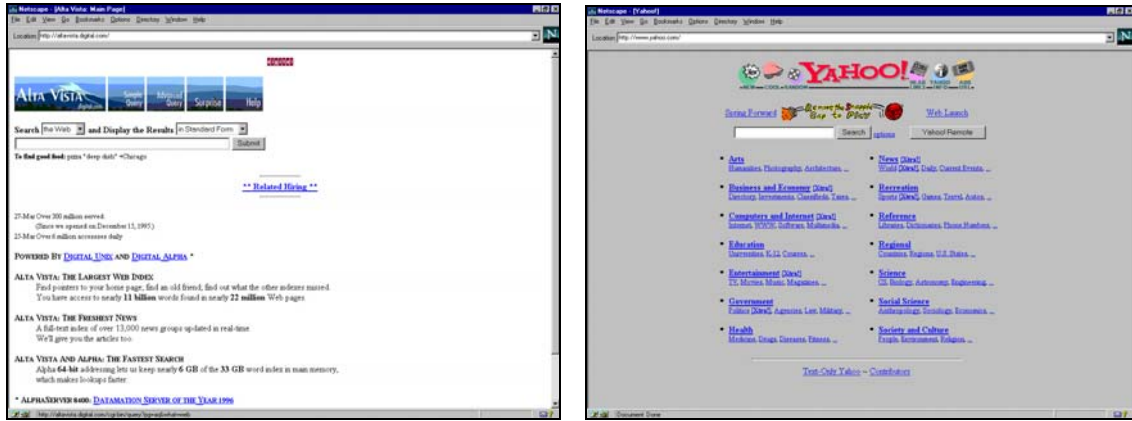 Netscape - [Alta Vista: Main Page]
File Edit View Go Bookmarks Options Directory Window Help
Location: http://altavista.digital.com/
N
ALTA VISTA
Simple Query
Advanced Query
Surprise
Help
Search the Web and Display the Results in Standard Form
Submit
To find good food: pizza "deep dish" +Chicago
** Related Hiring **
27-Mar Over 300 million served:
(Since we opened on December 15, 1995.)
25-Mar Over 6 million accesses daily
POWERED BY DIGITAL UNIX AND DIGITAL ALPHA *
ALTA VISTA: THE LARGEST WEB INDEX
Find pointers to your home page, find an old friend, find out what the other indexes missed.
You have access to nearly 11 billion words found in nearly 22 million Web pages
ALTA VISTA: THE FRESHEST NEWS
A full-text index of over 13,000 news groups updated in real-time
We'll give you the articles too.
ALTA VISTA AND ALPHA: THE FASTEST SEARCH
Alpha 64-bit addressing lets us keep nearly 6 GB of the 33 GB word index in main memory,
which makes lookups faster
* ALPHASERVER 8400: DATAMATION SERVER OF THE YEAR 1996
Netscape - [Yahoo!]
File Edit View Go Bookmarks Options Directory Window Help
Location: http://www.yahoo.com/
N
YAHOO!
NEW COOL RANDOM
Spring Forward
Web Launch
Search options Yahoo! Remote
Arts
Humanities, Photography, Architecture, ...
Business and Economy [Xtra!]
Directory, Investments, Classifieds, Taxes, ...
Computers and Internet [Xtra!]
Internet, WWW, Software, Multimedia, ...
Education
Universities, K-12, Courses, ...
Entertainment [Xtra!]
TV, Movies, Music, Magazines, ...
Government
Politics [Xtra!], Agencies, Law, Military, ...
Health
Medicine, Drugs, Diseases, Fitness, ...
News [Xtra!]
World [Xtra!], Daily, Current Events, ...
Recreation
Sports [Xtra!], Games, Travel, Autos, ...
Reference
Libraries, Dictionaries, Phone Numbers, ...
Regional
Countries, Regions, U.S. States, ...
Science
CS, Biology, Astronomy, Engineering, ...
Social Science
Anthropology, Sociology, Economics, ...
Society and Culture
People, Environment, Religion, ...
Text-Only Yahoo ~ Contributors
Document Done